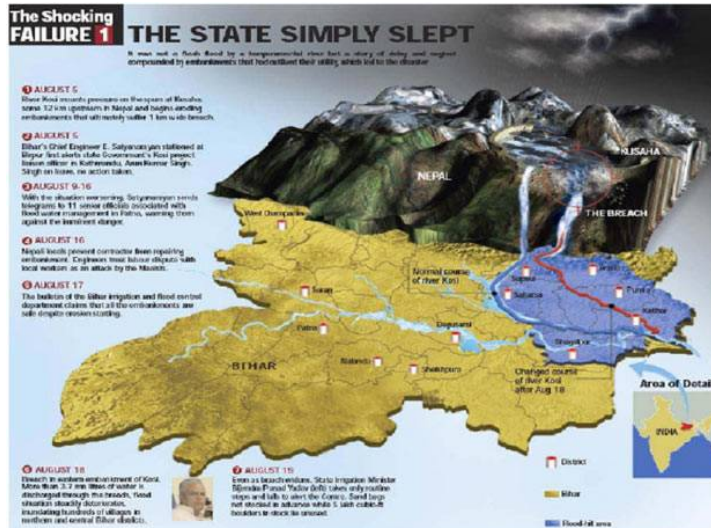 The Shocking
FAILURE 1
THE STATE SIMPLY SLEPT
It was not a flash flood by a temperamental river but a story of delay and neglect
compounded by embankments that had outlived their utility, which led to the disaster
1 AUGUST 5
River Kosi mounts pressure on the spurs at Kusaha
some 12 km upstream in Nepal and begins eroding
embankments that ultimately suffer 1 km wide breach.
2 AUGUST 5
Bihar's Chief Engineer E. Satyanarayan stationed at
Birpur first alerts state Government's Kosi project
liaison officer in Kathmandu, Arun Kumar Singh.
Singh on leave, no action taken.
3 AUGUST 9-16
With the situation worsening, Satyanarayan sends
telegrams to 11 senior officials associated with
flood water management in Patna, warning them
against the imminent danger.
4 AUGUST 16
Nepali locals prevent contractor from repairing
embankment. Engineers treat labour dispute with
local workers as an attack by the Maoists.
5 AUGUST 17
The bulletin of the Bihar irrigation and flood control
department claims that all the embankments are
safe despite erosion starting.
6 AUGUST 18
Breach in eastern embankment of Kosi.
More than 3.7 litres of water is
discharged through the breach, flood
situation steadily deteriorates,
inundating hundreds of villages in
northern and central Bihar districts.
7 AUGUST 19
Even as breach widens, State Irrigation Minister
Bijendra Prasad Yadav (left) takes only routine
steps and fails to alert the Centre. Sand bags
not stocked in advance while 5 lakh cubic-ft
boulders in stock lie unused.
NEPAL
KUSAHA
THE BREACH
West Champaran
Normal course
of river Kosi
Supaul
Araria
Saharsa
Purnia
Katihar
Saran
Patna
Begusarai
Bhagalpur
BIHAR
Nalanda
Sheikhpura
Changed course
of river Kosi
after Aug 18
Area of Detai
INDIA
District
Bihar
Flood-hit area